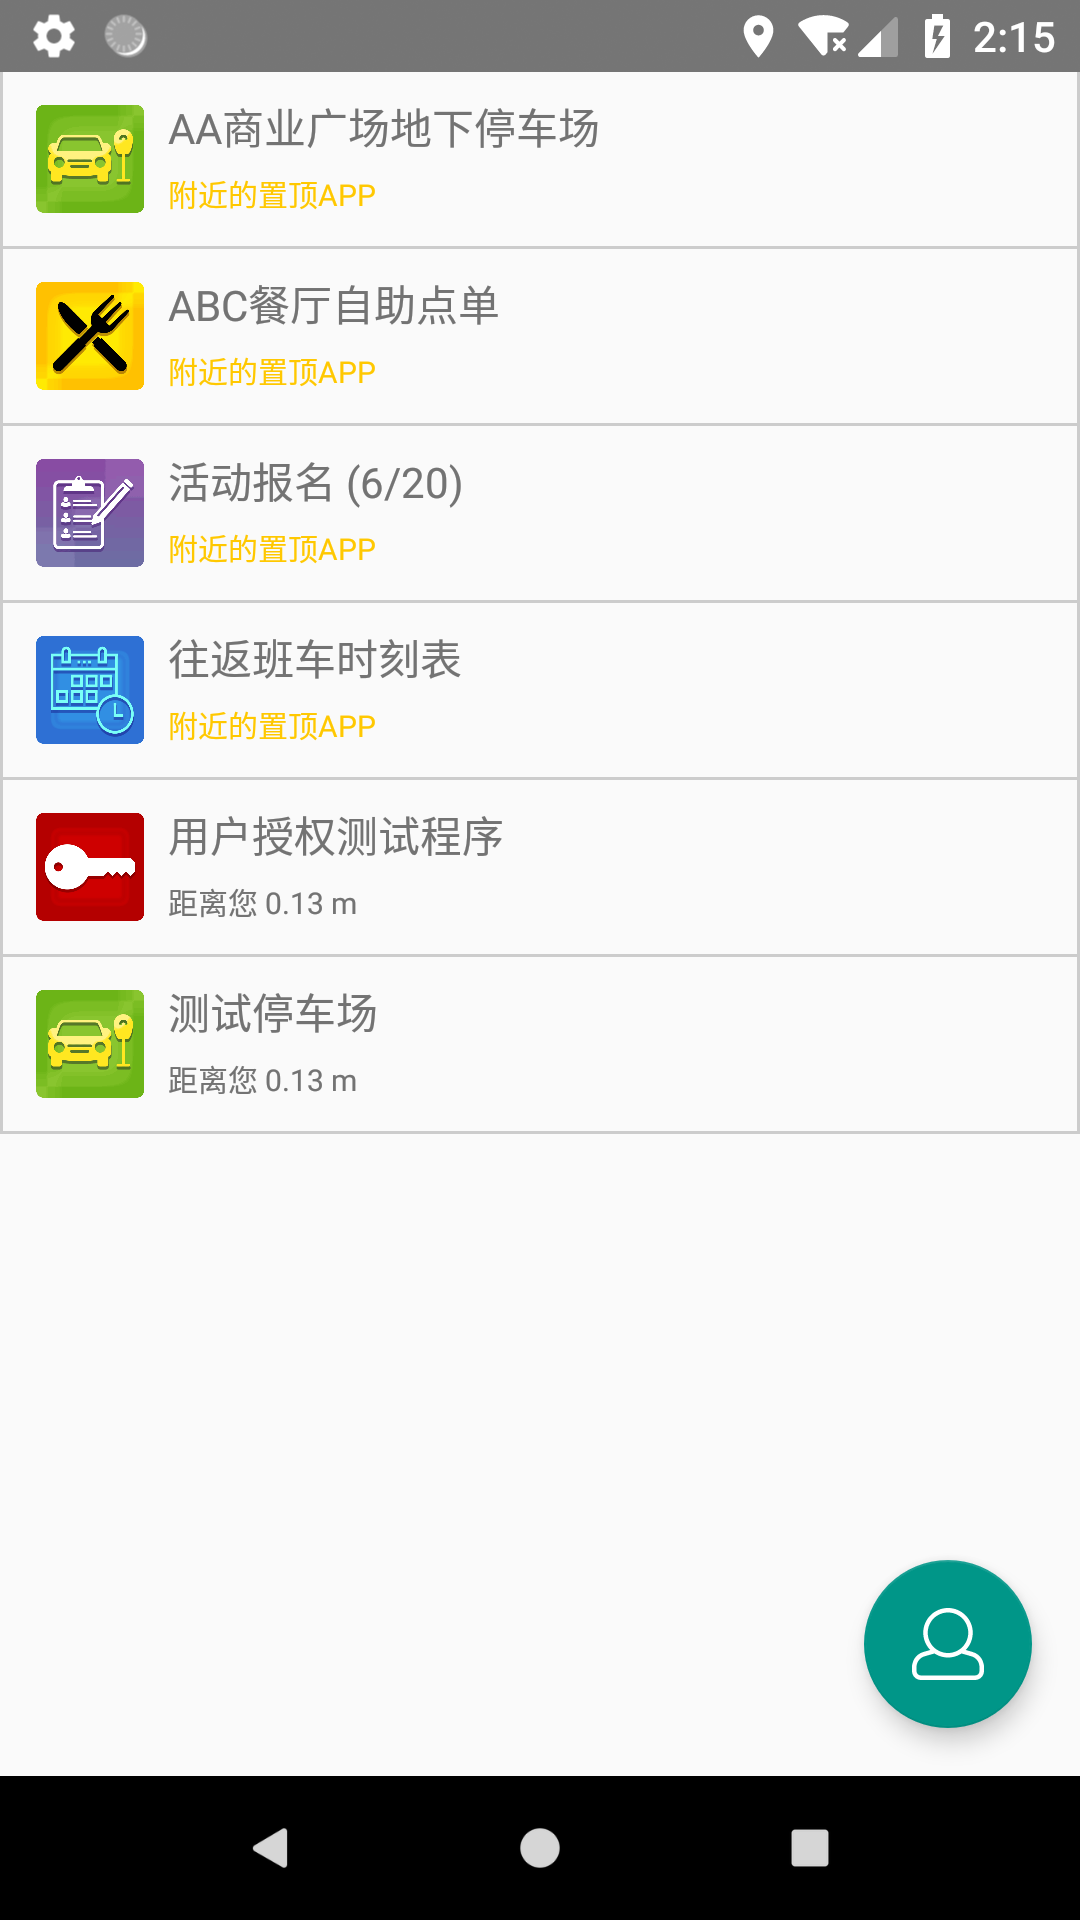 2:15
AA商业广场地下停车场
附近的置顶APP
ABC餐厅自助点单
附近的置顶APP
活动报名 (6/20)
附近的置顶APP
往返班车时刻表
附近的置顶APP
用户授权测试程序
距离您 0.13 m
测试停车场
距离您 0.13 m